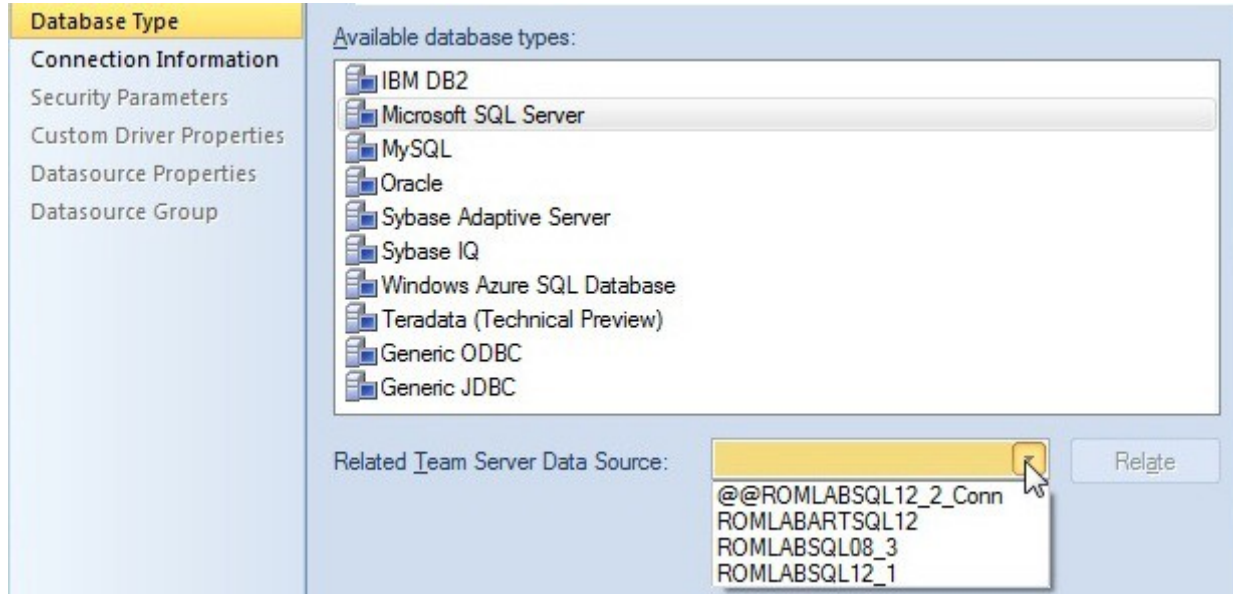 Database Type
Connection Information
Security Parameters
Custom Driver Properties
Datasource Properties
Datasource Group
Available database types:
IBM DB2
Microsoft SQL Server
MySQL
Oracle
Sybase Adaptive Server
Sybase IQ
Windows Azure SQL Database
Teradata (Technical Preview)
Generic ODBC
Generic JDBC
Related Team Server Data Source:
Relate
@@ROMLABSQL12_2_Conn
ROMLABARTSQL12
ROMLABSQL08_3
ROMLABSQL12_1